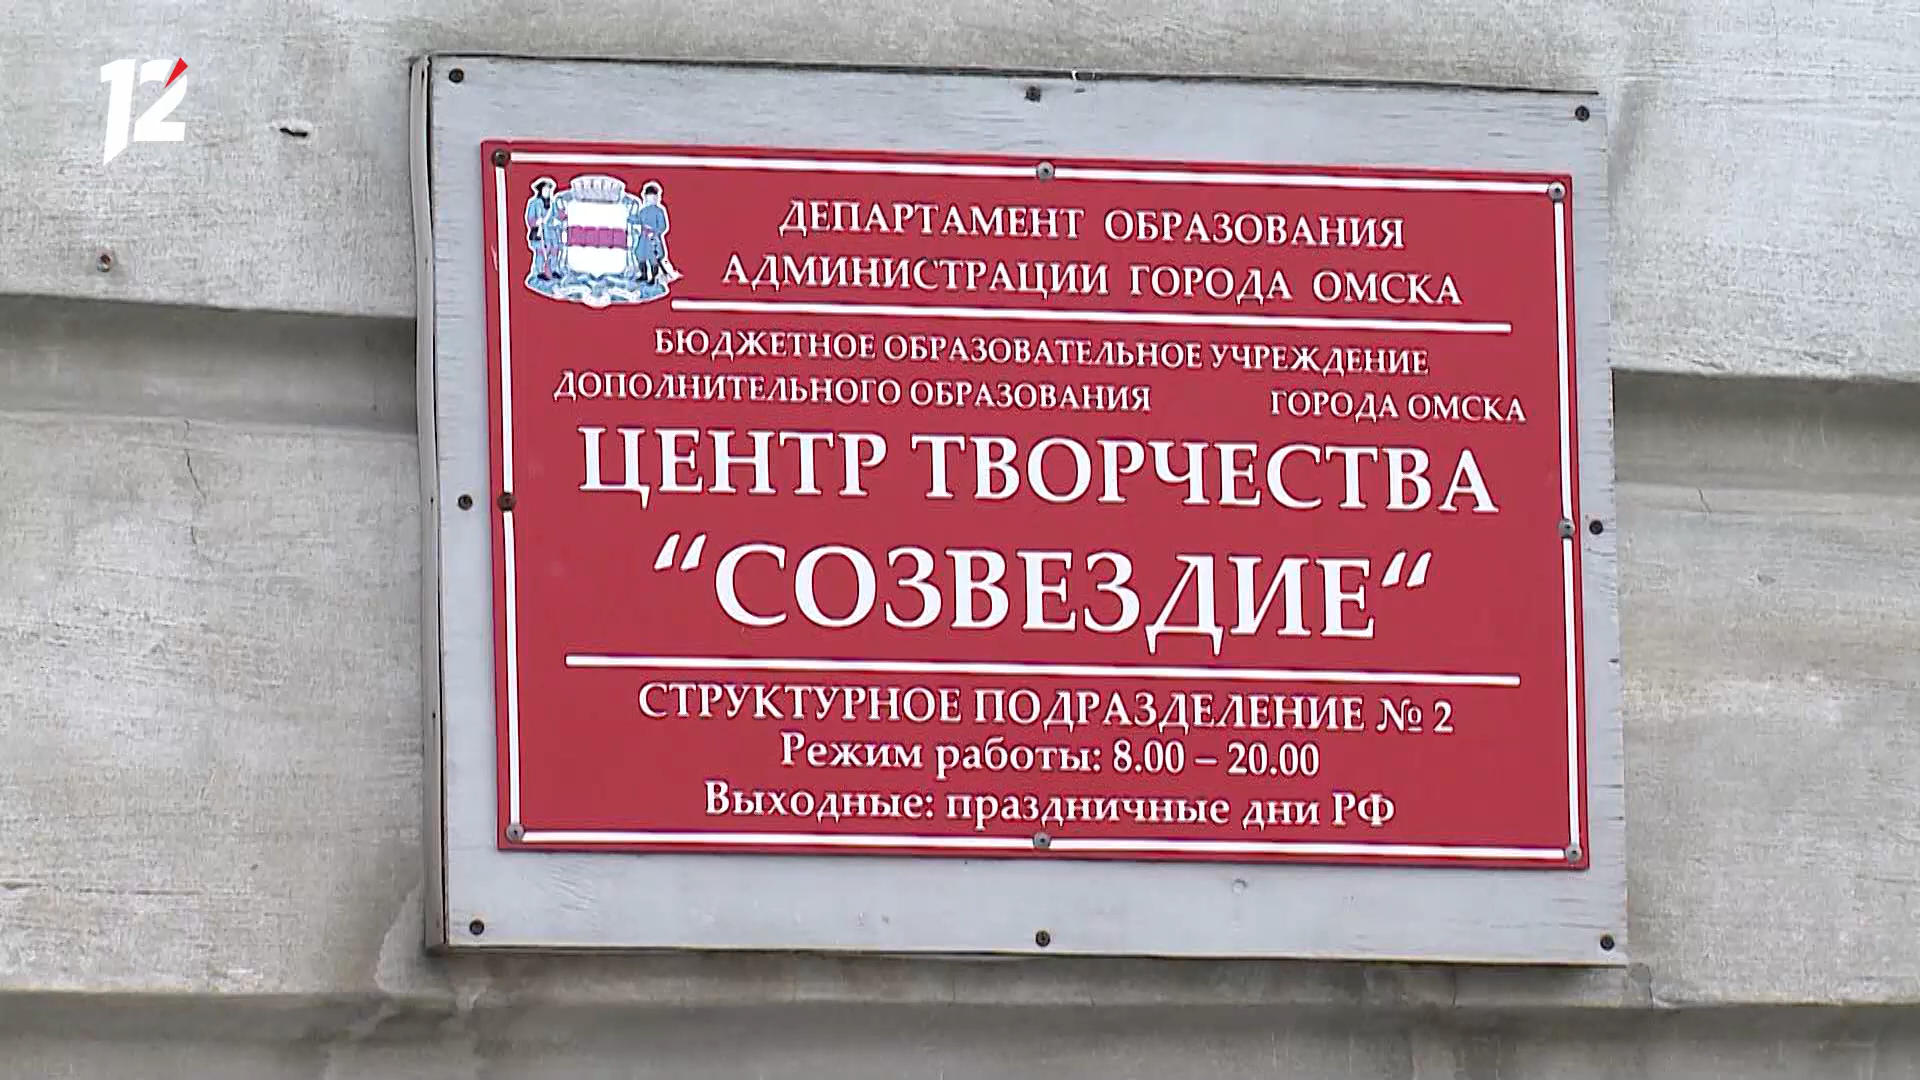 12
ДЕПАРТАМЕНТ ОБРАЗОВАНИЯ
АДМИНИСТРАЦИИ ГОРОДА ОМСКА
БЮДЖЕТНОЕ ОБРАЗОВАТЕЛЬНОЕ УЧРЕЖДЕНИЕ
ДОПОЛНИТЕЛЬНОГО ОБРАЗОВАНИЯ ГОРОДА ОМСКА
ЦЕНТР ТВОРЧЕСТВА
“СОЗВЕЗДИЕ“
СТРУКТУРНОЕ ПОДРАЗДЕЛЕНИЕ № 2
Режим работы: 8.00 – 20.00
Выходные: праздничные дни РФ